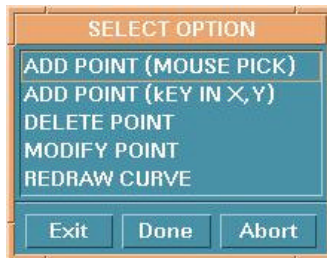 SELECT OPTION
ADD POINT (MOUSE PICK)
ADD POINT (kEY IN X,Y)
DELETE POINT
MODIFY POINT
REDRAW CURVE
Exit Done Abort